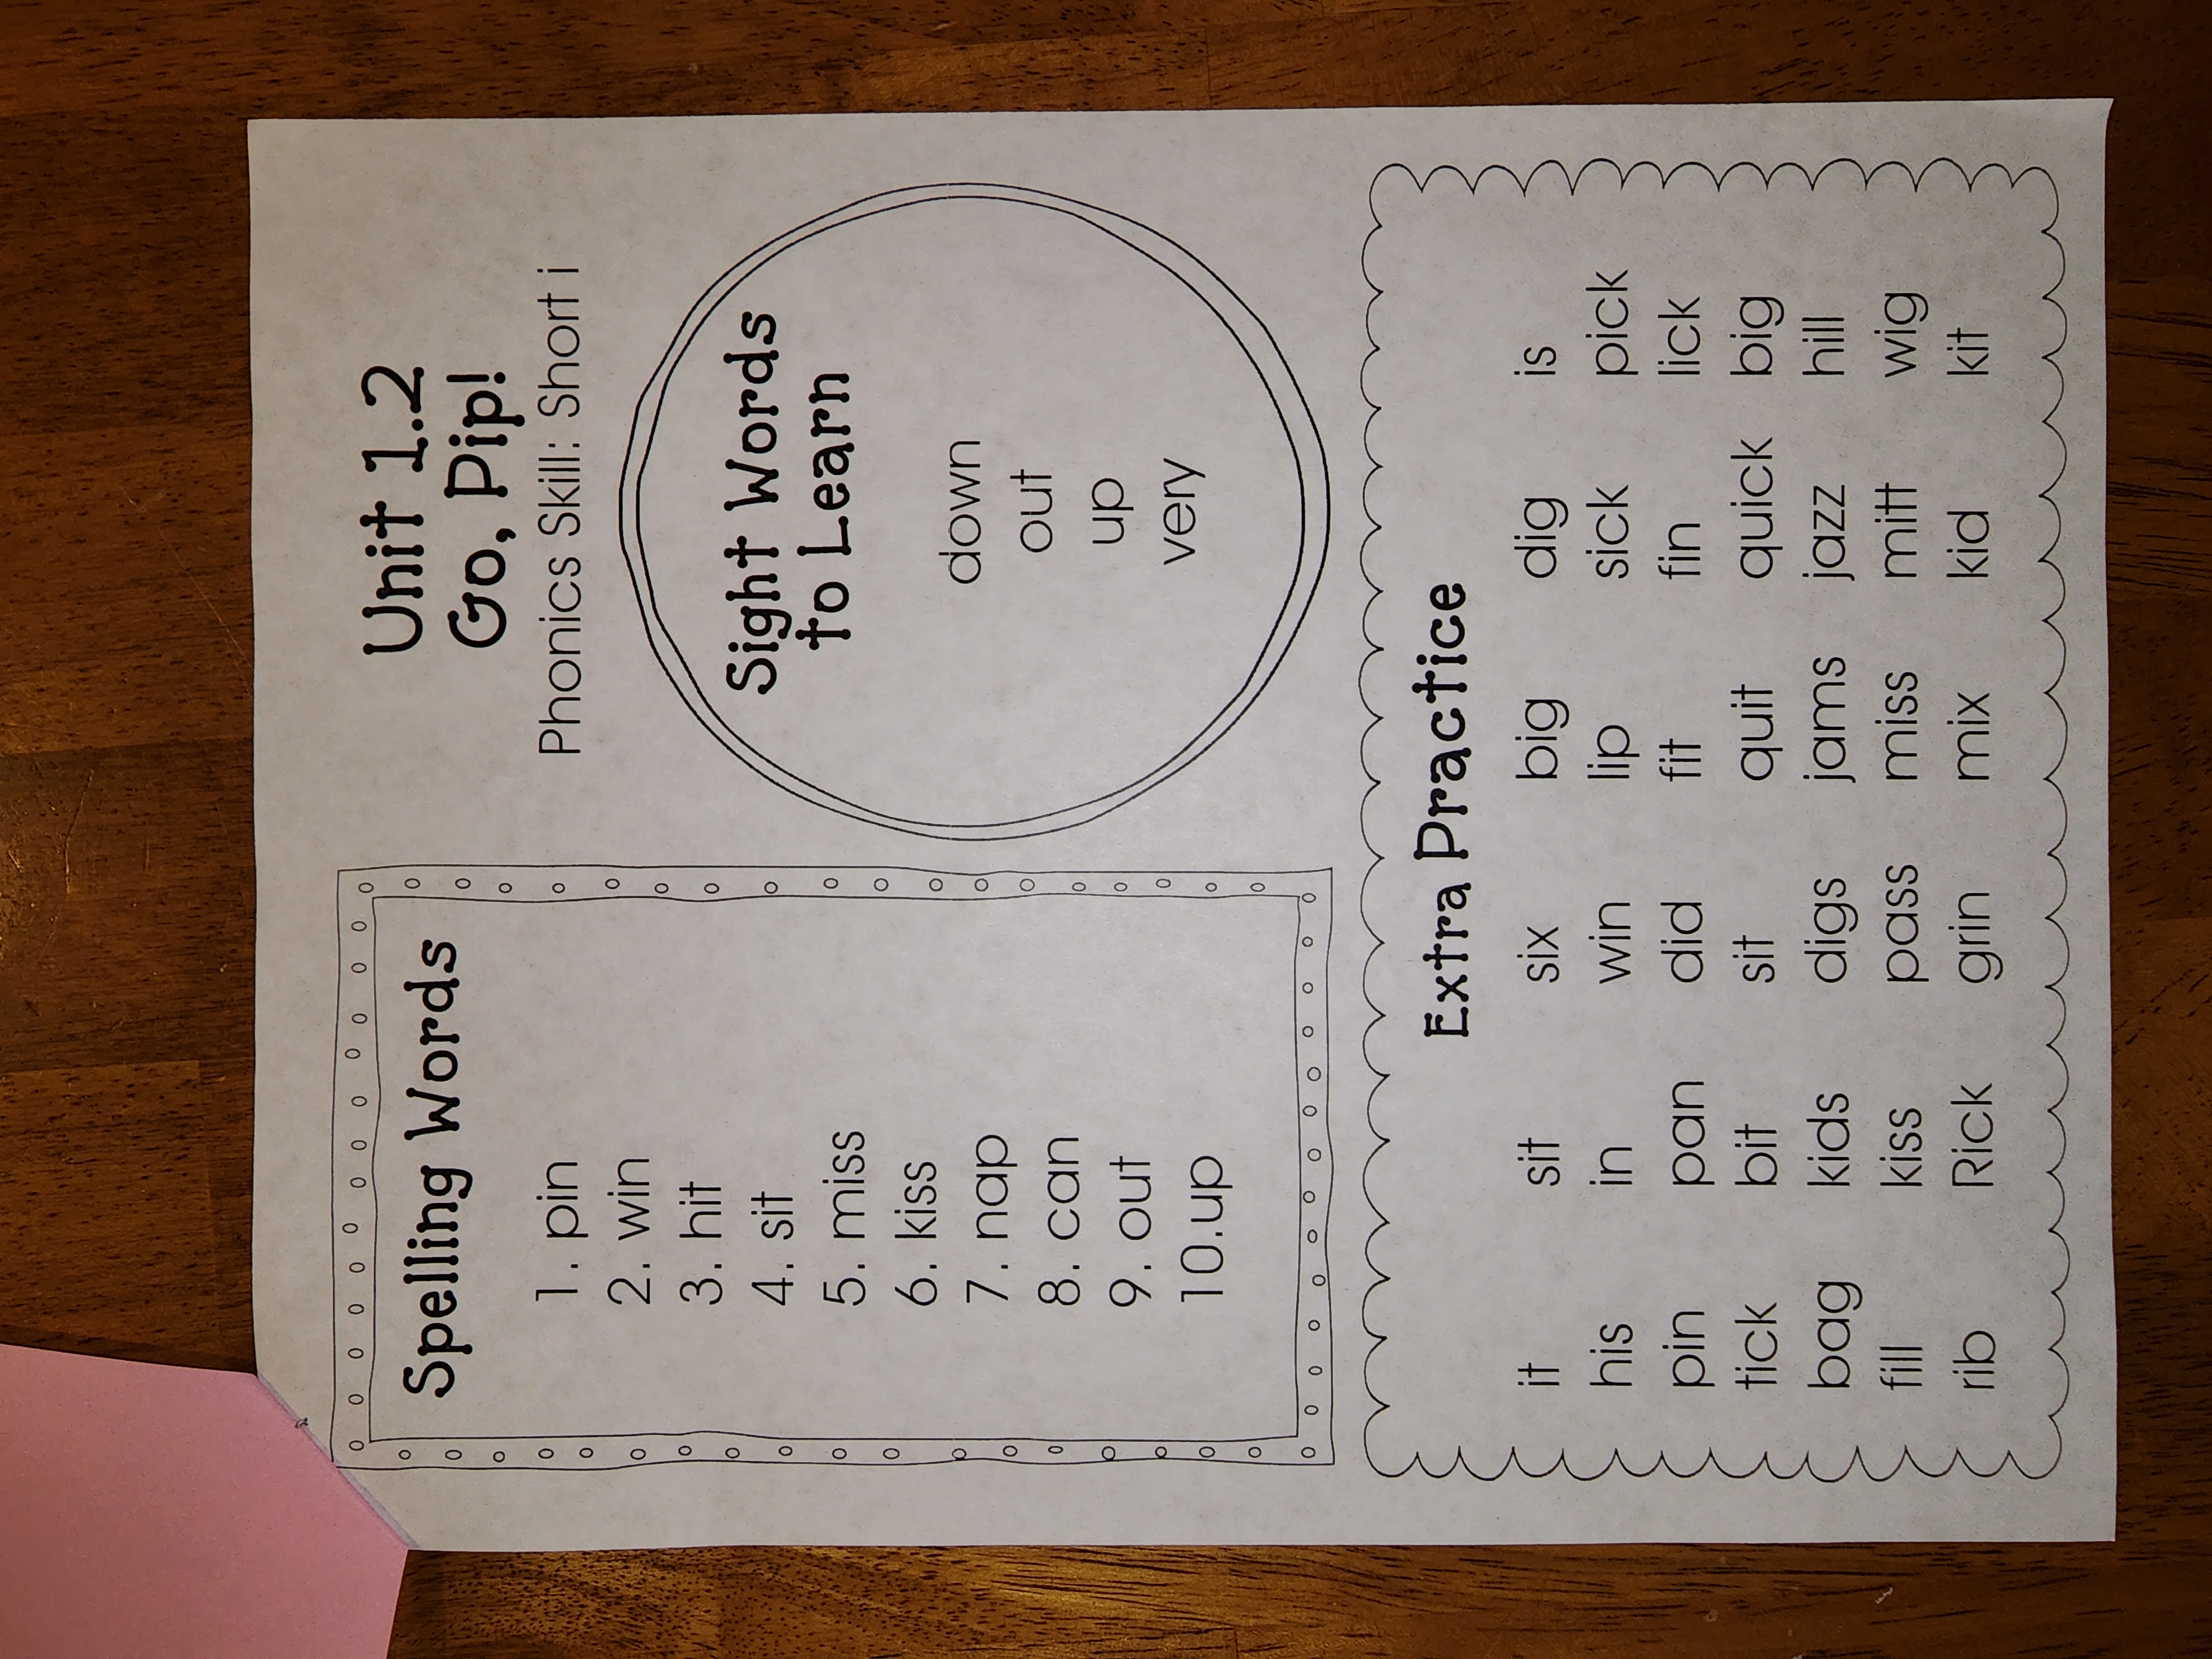 Spelling Words
1. pin
2. win
3. hit
4. sit
5. miss
6. kiss
7. nap
8. can
9. out
10.up
Unit 1.2
Go, Pip!
Phonics Skill: Short i
Sight Words
to Learn
down
out
up
very
Extra Practice
it sit six big dig is
his in win lip sick pick
pin pan did fit fin lick
tick bit sit quit quick big
bag kids digs jams jazz hill
fill kiss pass miss mitt wig
rib Rick grin mix kid kit